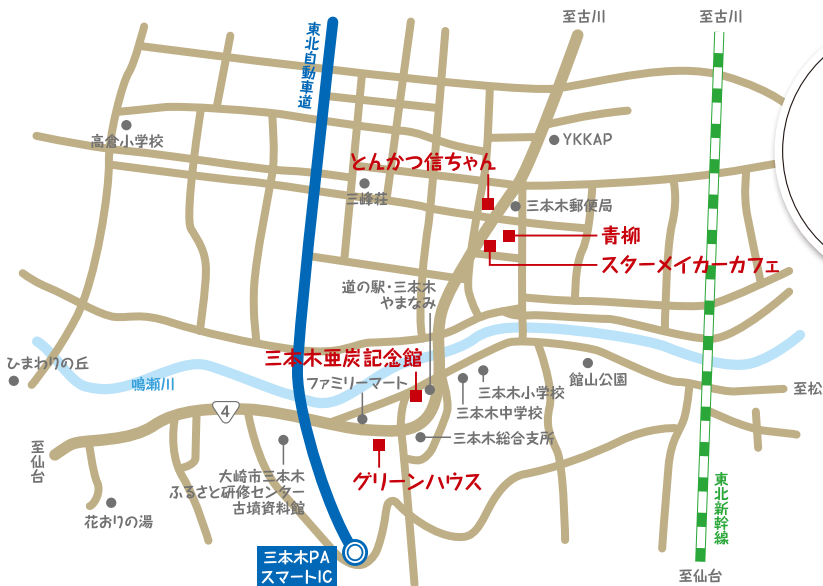 至古川
至古川
東北自動車道
高倉小学校
YKKAP
とんかつ信ちゃん
三峰荘
三本木郵便局
青柳
スターメイカーカフェ
道の駅・三本木
やまなみ
三本木亜炭記念館
ひまわりの丘
鳴瀬川
ファミリーマート
館山公園
三本木小学校
三本木中学校
至松
4
三本木総合支所
至仙台
大崎市三本木
ふるさと研修センター
古墳資料館
グリーンハウス
花おりの湯
東北新幹線
三本木PA
スマートIC
至仙台